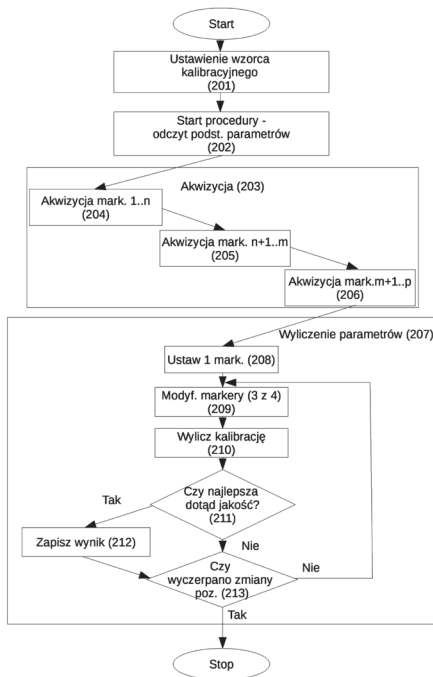 Start
Ustawienie wzorca
kalibracyjnego
(201)
Start procedury -
odczyt podst. parametrów
(202)
Akwizycja (203)
Akwizycja mark. 1..n
(204)
Akwizycja mark. n+1..m
(205)
Akwizycja mark.m+1..p
(206)
Wyliczenie parametrów (207)
Ustaw 1 mark. (208)
Modyf. markery (3 z 4)
(209)
Wylicz kalibrację
(210)
Czy najlepsza
dotąd jakość?
(211)
Tak
Zapisz wynik (212)
Nie
Czy
wyczerpano zmiany
poz. (213)
Nie
Tak
Stop